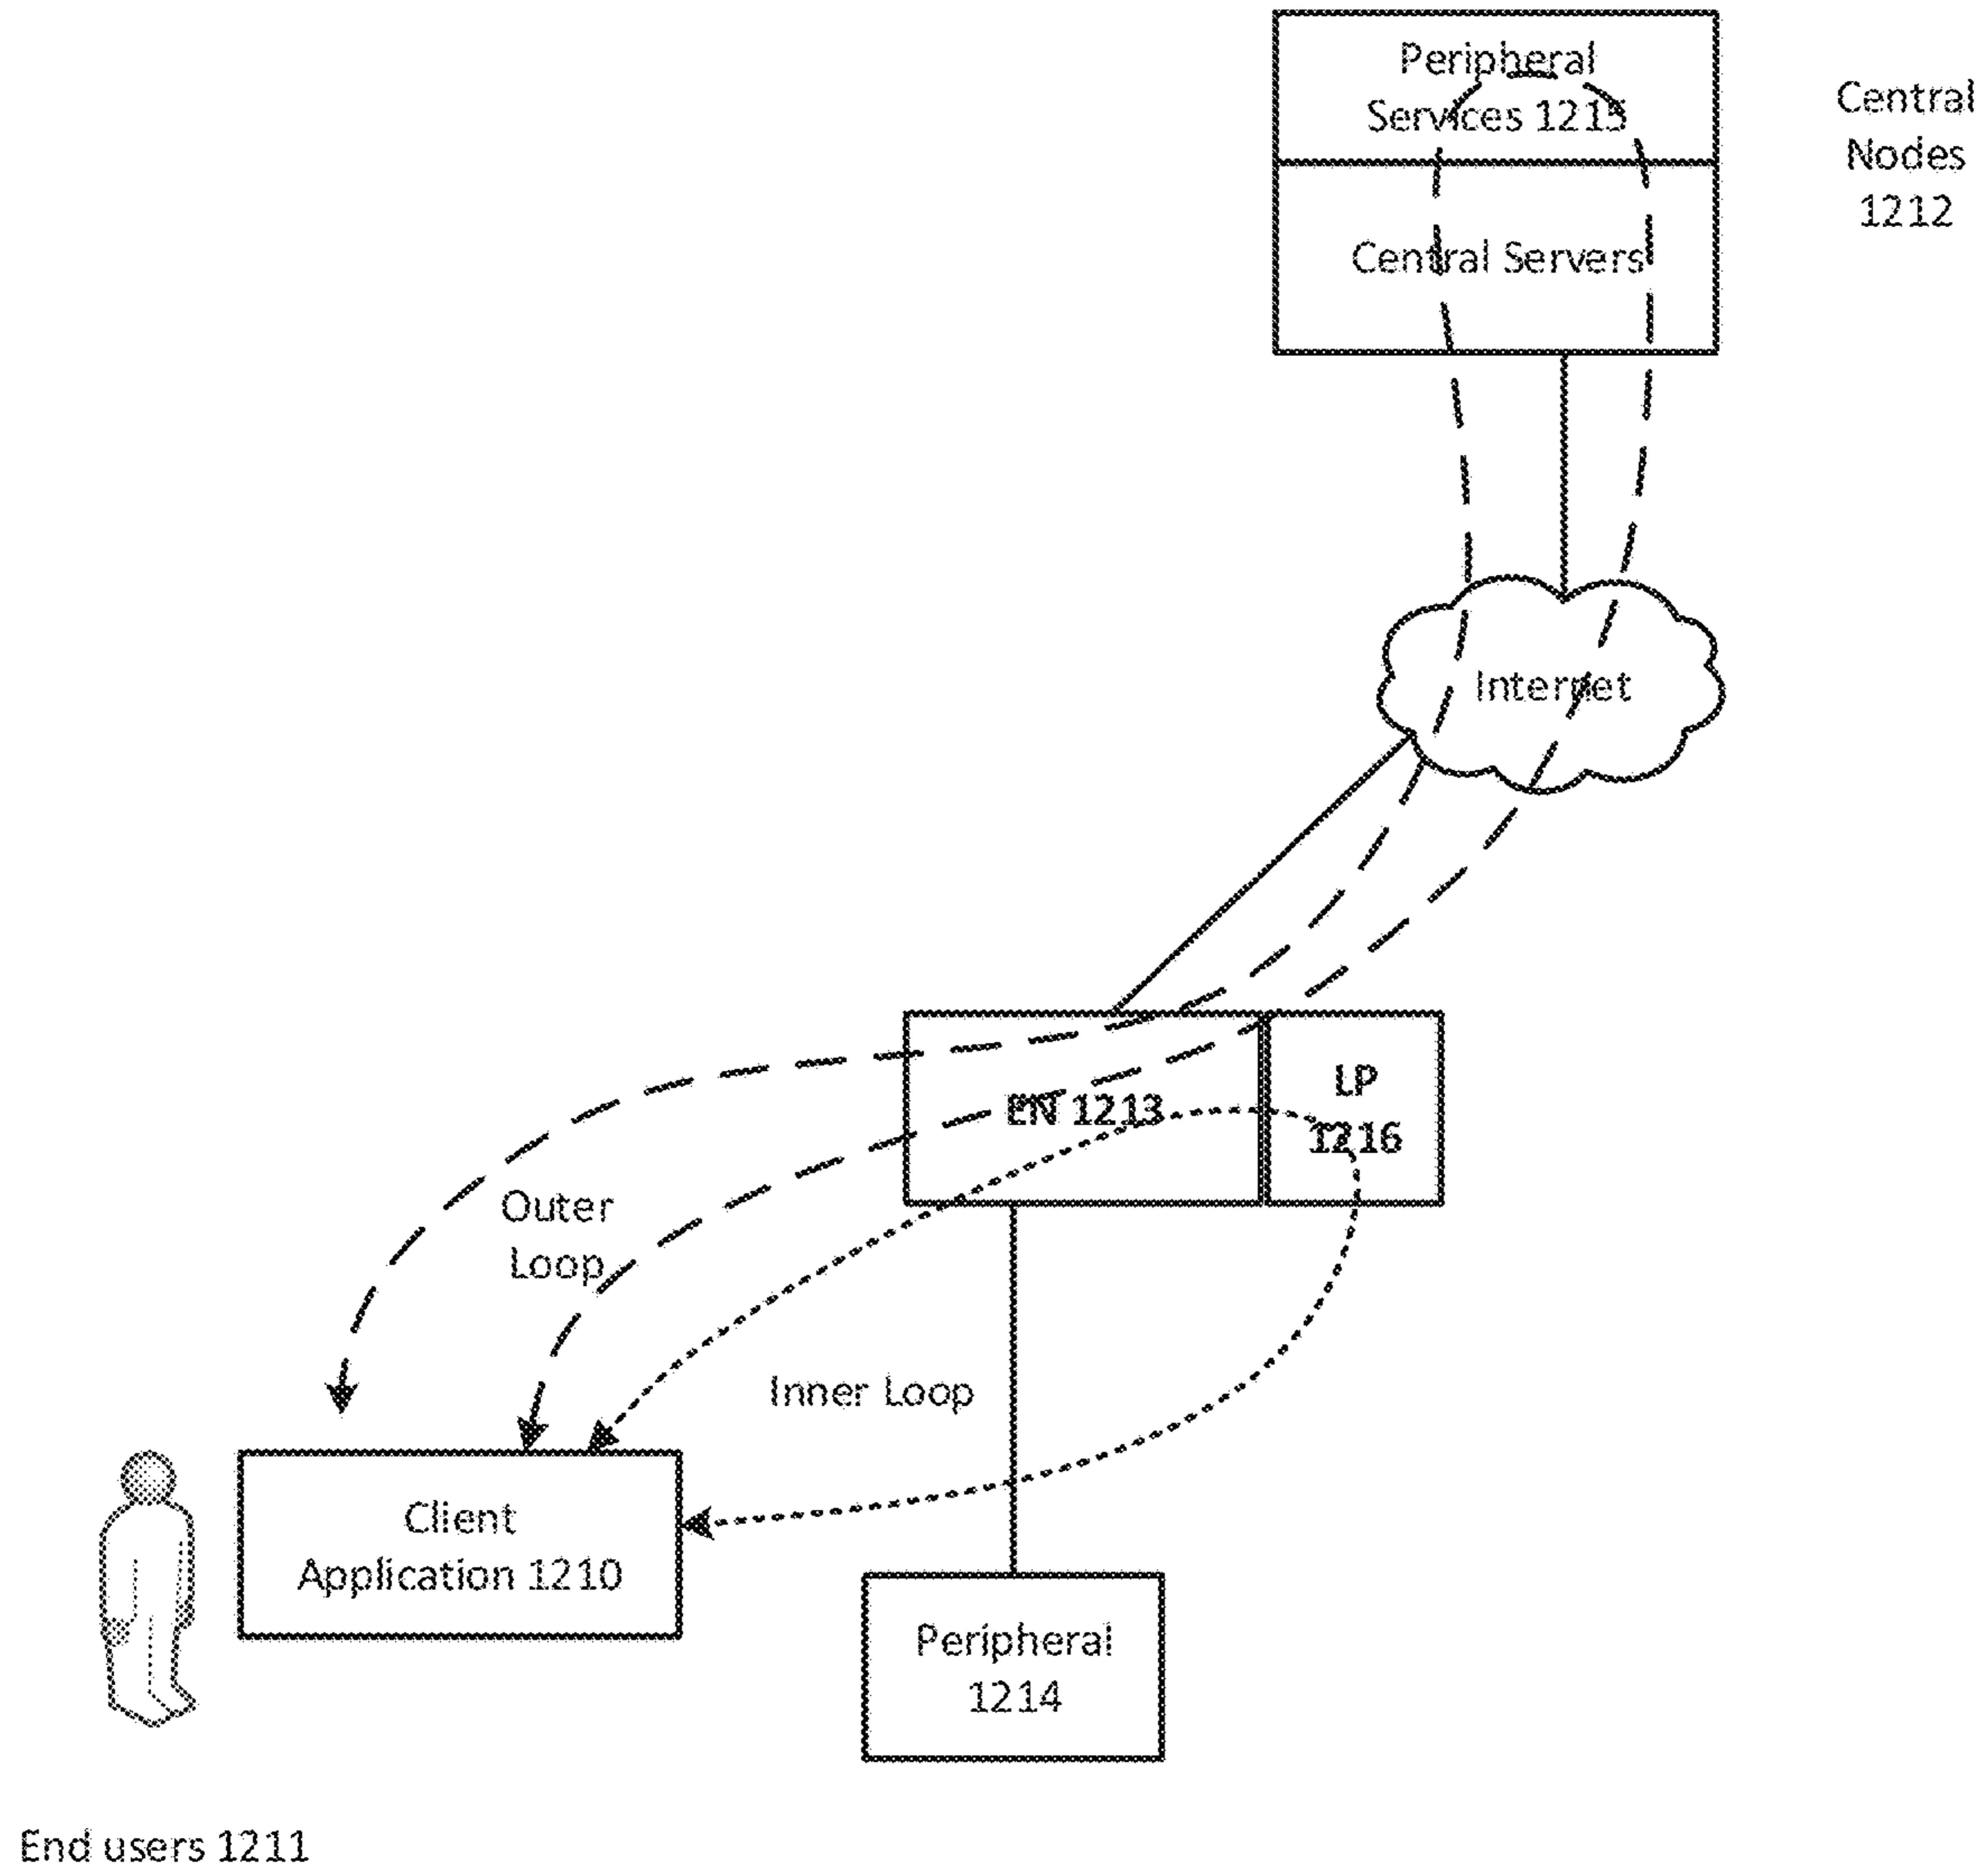 Peripheral
Services 1215
Central
Nodes
1212
Central Servers
Internet
EN 1213
LP
1216
Outer
Loop
Inner Loop
Client
Application 1210
Peripheral
1214
End users 1211